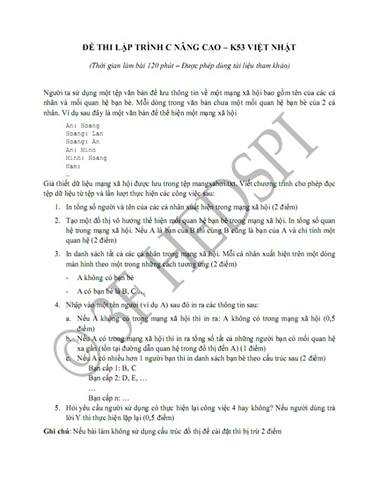 ĐỀ THI LẬP TRÌNH C NÂNG CAO – K53 VIỆT NHẬT
(Thời gian làm bài 120 phút – Được phép dùng tài liệu tham khảo)
Người ta sử dụng một tệp văn bản để lưu thông tin về một mạng xã hội bao gồm tên của các cá
nhân và mối quan hệ bạn bè. Mỗi dòng trong văn bản chưa một mối quan hệ bạn bè của 2 cá
nhân. Ví dụ sau đây là một văn bản để thể hiện một mạng xã hội
An: Hoang
Hoang: Lan
Hoang: An
An: Minh
Minh: Hoang
Nam:
…
Giả thiết dữ liệu mạng xã hội được lưu trong tệp mangxahoi.txt. Viết chương trình cho phép đọc
tệp dữ liệu từ tệp và lần lượt thực hiện các công việc sau:
1. In tổng số người và tên của các cá nhân xuất hiện trong mạng xã hội (2 điểm)
2. Tạo một đồ thị vô hướng thể hiện mối quan hệ bạn bè trong mạng xã hội. In tổng số quan
hệ trong mạng xã hội. Nếu A là bạn của B thì cũng B cũng là bạn của A và chỉ tính một
quan hệ (2 điểm)
3. In danh sách tất cả các cá nhân trong mạng xã hội. Mỗi cá nhân xuất hiện trên một dòng
màn hình theo một trong những cách tương ứng (2 điểm)
- A không có bạn bè
- A có bạn bè là B, C, …
4. Nhập vào một tên người (ví dụ A) sau đó in ra các thông tin sau:
a. Nếu A không có trong mạng xã hội thì in ra: A không có trong mạng xã hội (0,5
điểm)
b. Nếu A có trong mạng xã hội thì in ra tổng số tất cả những người bạn có mối quan hệ
xa gần (tồn tại đường dẫn quan hệ trong đồ thị đến A) (1 điểm)
c. Nếu A có nhiều hơn 1 người bạn thì in danh sách bạn bè theo cấu trúc sau (2 điểm)
Bạn cấp 1: B, C
Bạn cấp 2: D, E, …
…
Bạn cấp n: …
5. Hỏi yêu cầu người sử dụng có thực hiện lại công việc 4 hay không? Nếu người dùng trả
lời Y thì thực hiện lặp lại (0,5 điểm)
Ghi chú: Nếu bài làm không sử dụng cấu trúc đồ thị để cài đặt thì bị trừ 2 điểm